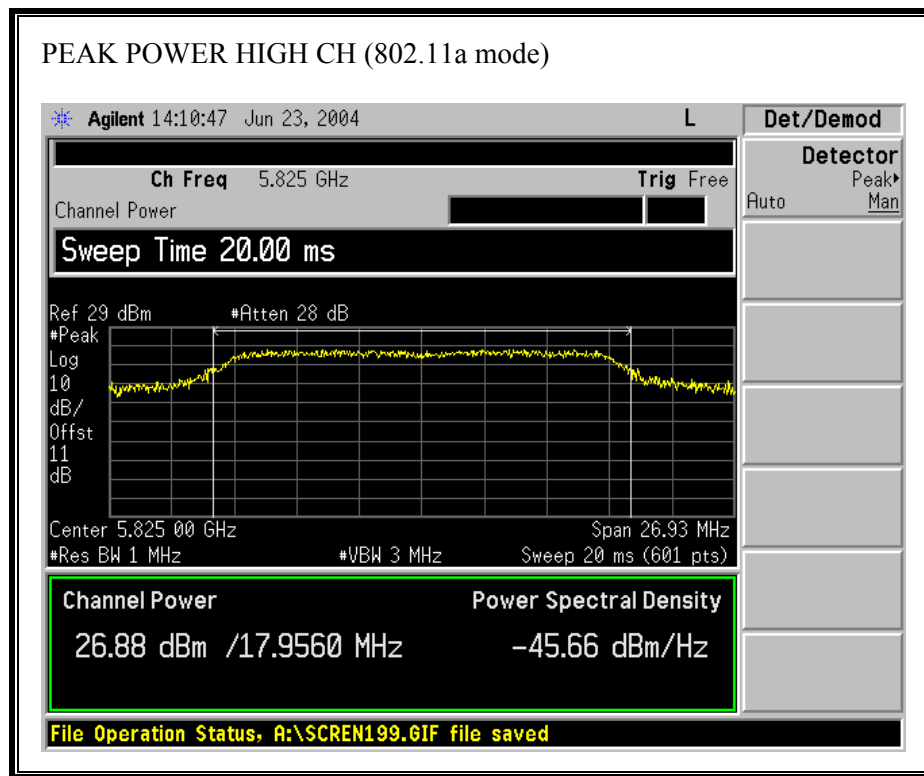 PEAK POWER HIGH CH (802.11a mode)
Agilent 14:10:47 Jun 23, 2004 L Det/Demod
Detector
Peak
Auto Man
Ch Freq 5.825 GHz Trig Free
Channel Power
Sweep Time 20.00 ms
Ref 29 dBm #Atten 28 dB
#Peak
Log
10
dB/
Offst
11
dB
Center 5.825 00 GHz Span 26.93 MHz
#Res BW 1 MHz #VBW 3 MHz Sweep 20 ms (601 pts)
Channel Power Power Spectral Density
26.88 dBm /17.9560 MHz -45.66 dBm/Hz
File Operation Status, A:\SCREN199.GIF file saved